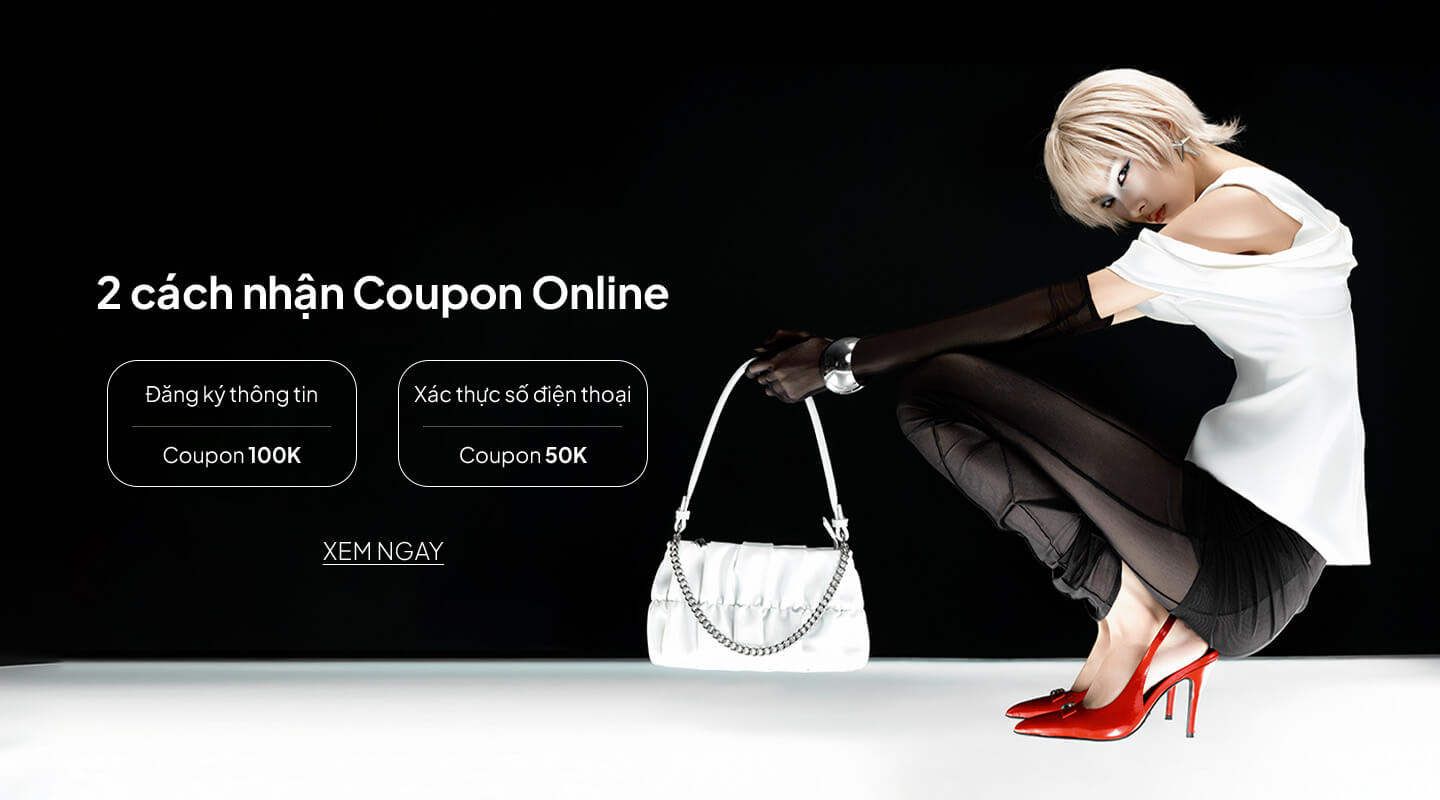 2 cách nhận Coupon Online
Đăng ký thông tin
Coupon 100K
Xác thực số điện thoại
Coupon 50K
XEM NGAY